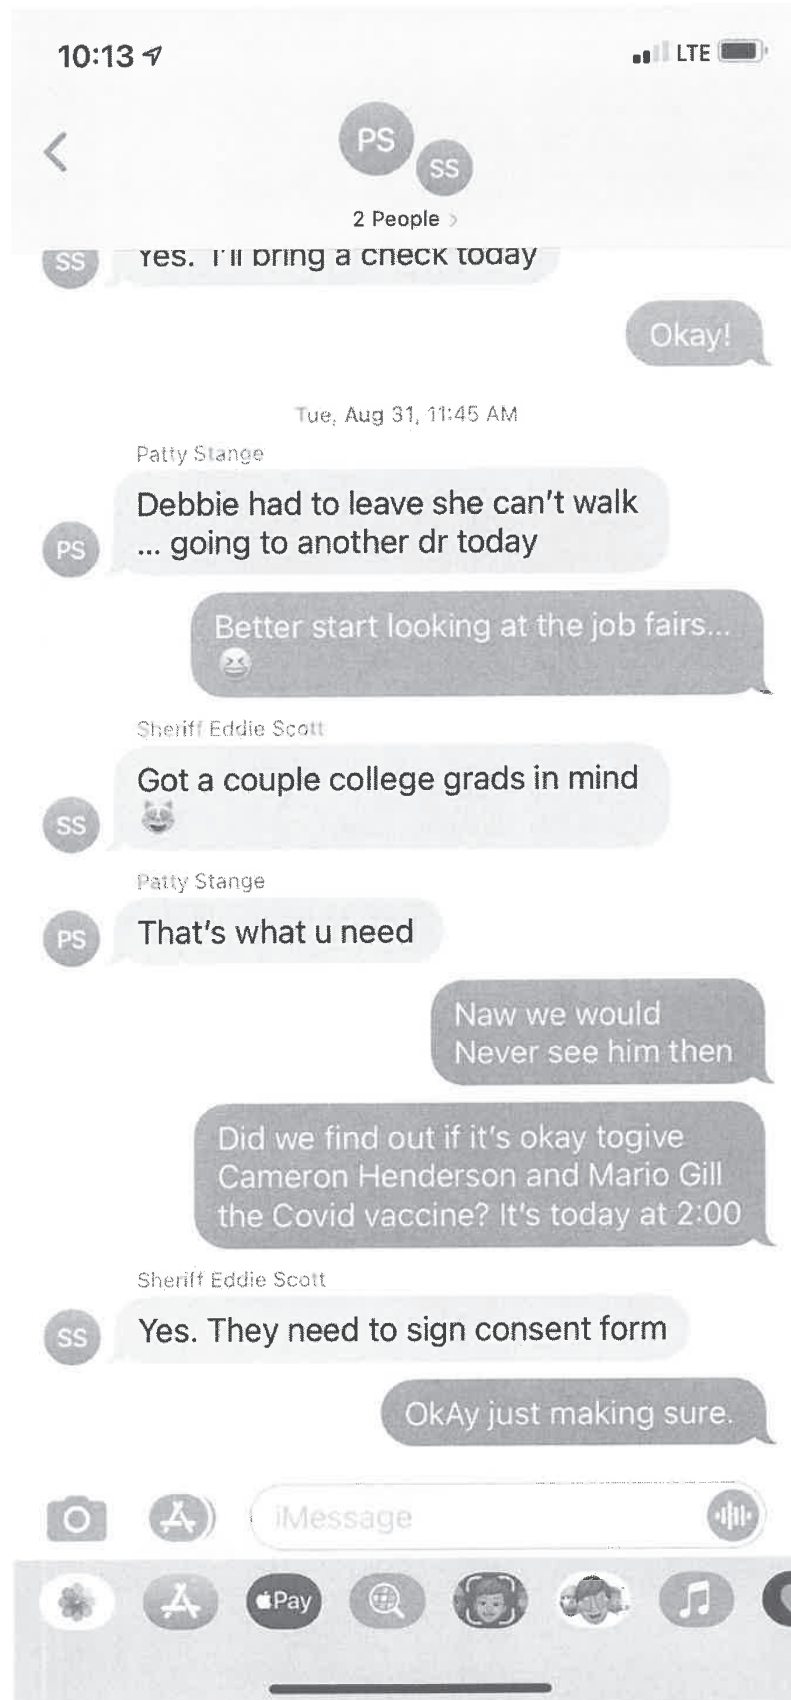 10:13
LTE
PS
SS
2 People
SS
Yes. I'll bring a check today
Okay!
Tue, Aug 31, 11:45 AM
Patty Stange
Debbie had to leave she can't walk
... going to another dr today
PS
Better start looking at the job fairs...
Sheriff Eddie Scott
Got a couple college grads in mind
SS
Patty Stange
That's what u need
PS
Naw we would
Never see him then
Did we find out if it's okay togive
Cameron Henderson and Mario Gill
the Covid vaccine? It's today at 2:00
Sheriff Eddie Scott
Yes. They need to sign consent form
SS
OkAy just making sure.
iMessage
Pay